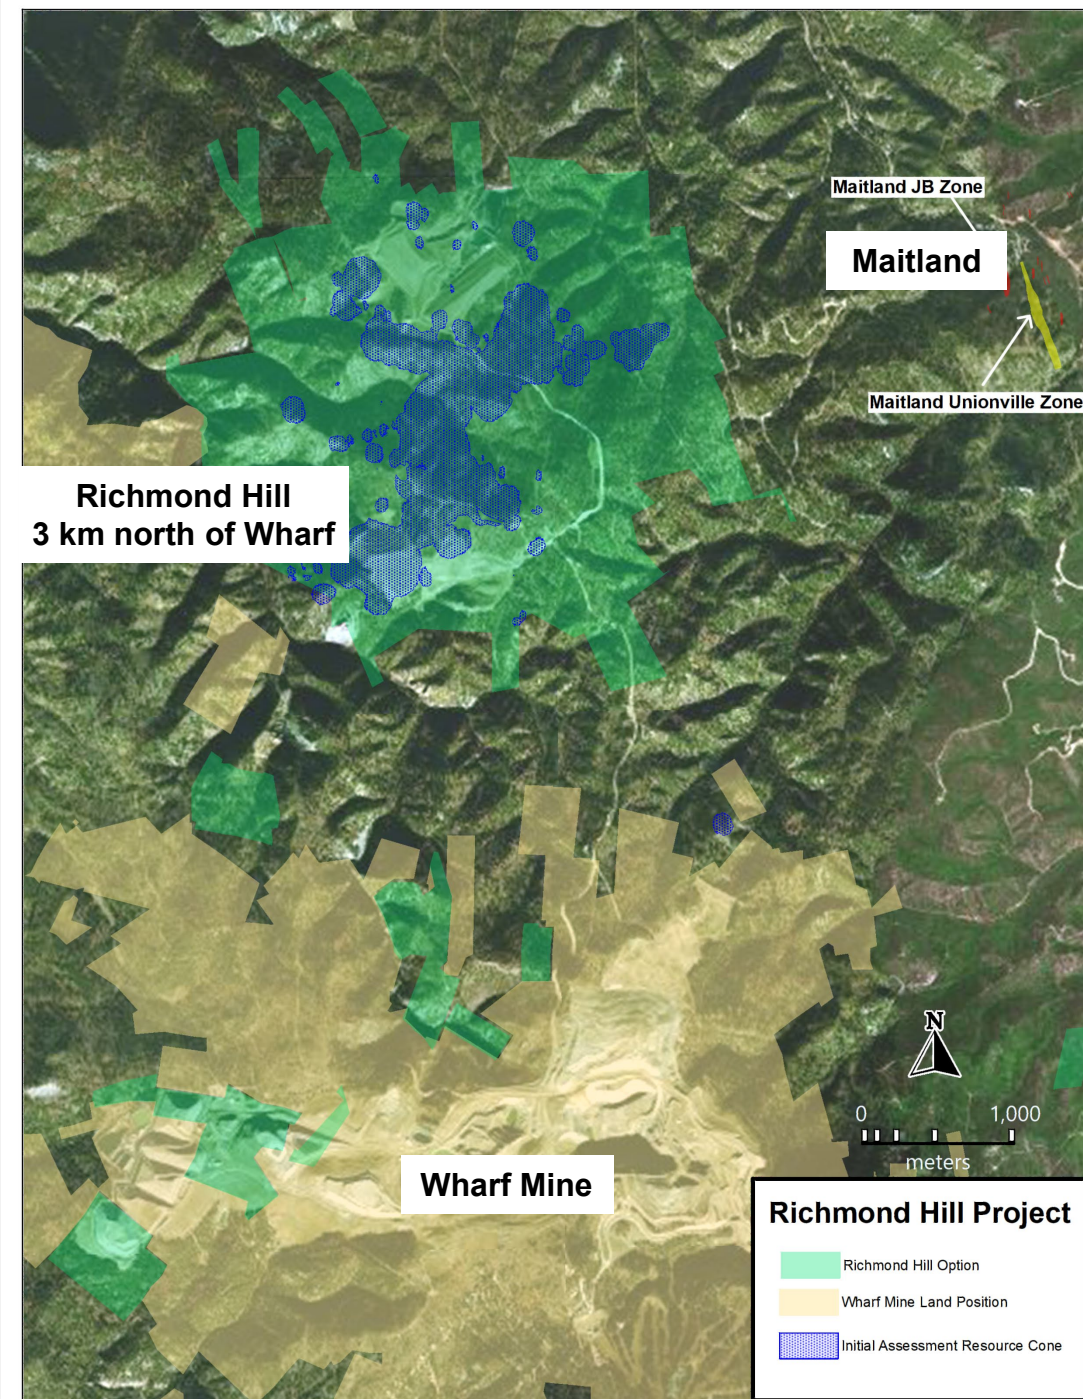 Maitland JB Zone
Maitland
Maitland Unionville Zone
Richmond Hill
3 km north of Wharf
N
0 1,000
meters
Wharf Mine
Richmond Hill Project
Richmond Hill Option
Wharf Mine Land Position
Initial Assessment Resource Cone